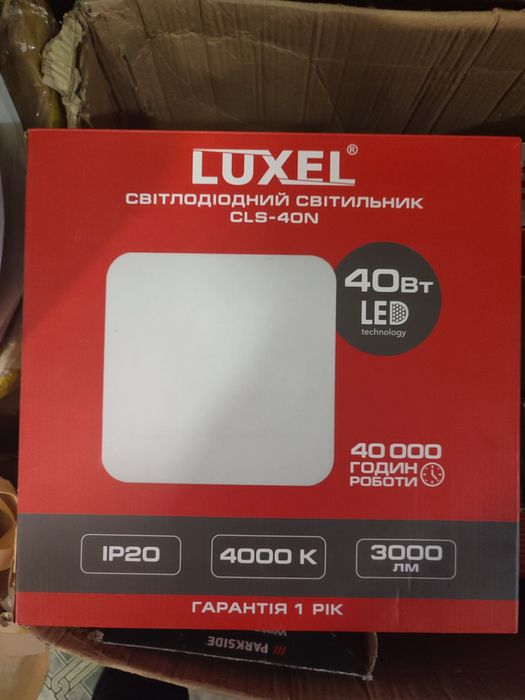 LUXEL®
СВІТЛОДІОДНИЙ СВІТИЛЬНИК
CLS-40N
40Вт
LED
technology
40 000
ГОДИН
РОБОТИ
IP20
4000 К
3000
ЛМ
ГАРАНТІЯ 1 РІК
/// PARKSIDE